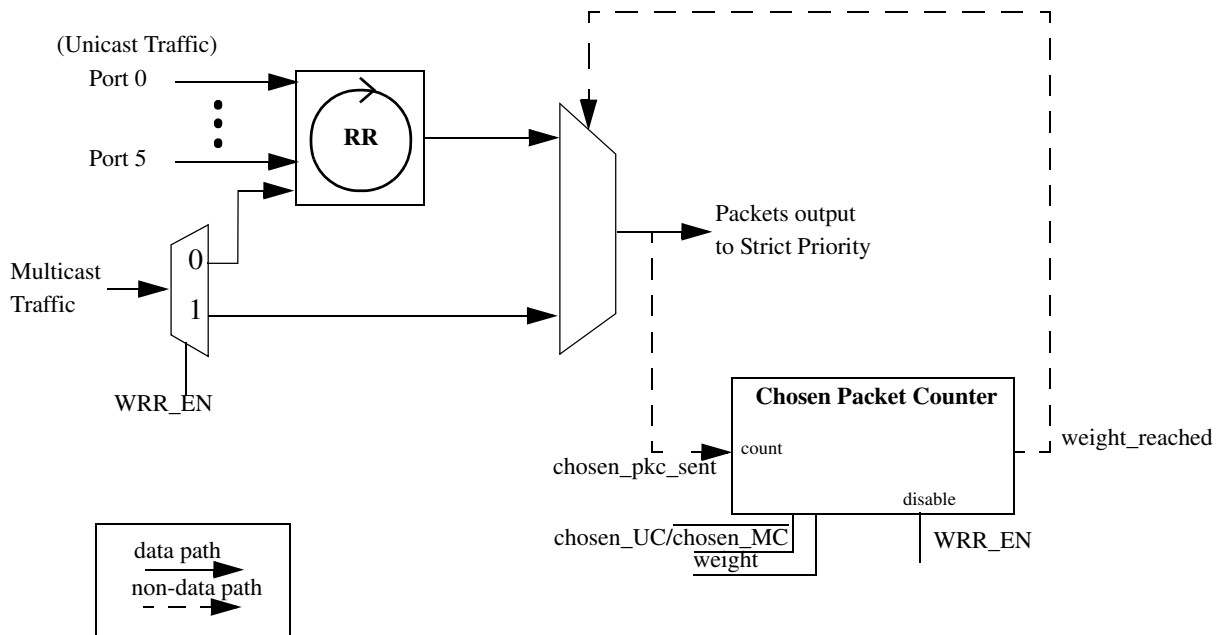 (Unicast Traffic)
Port 0
RR
Port 5
Packets output
to Strict Priority
0
Multicast
Traffic
1
WRR_EN
Chosen Packet Counter
weight_reached
count
chosen_pkc_sent
disable
chosen_UC/chosen_MC
WRR_EN
weight
data path
non-data path